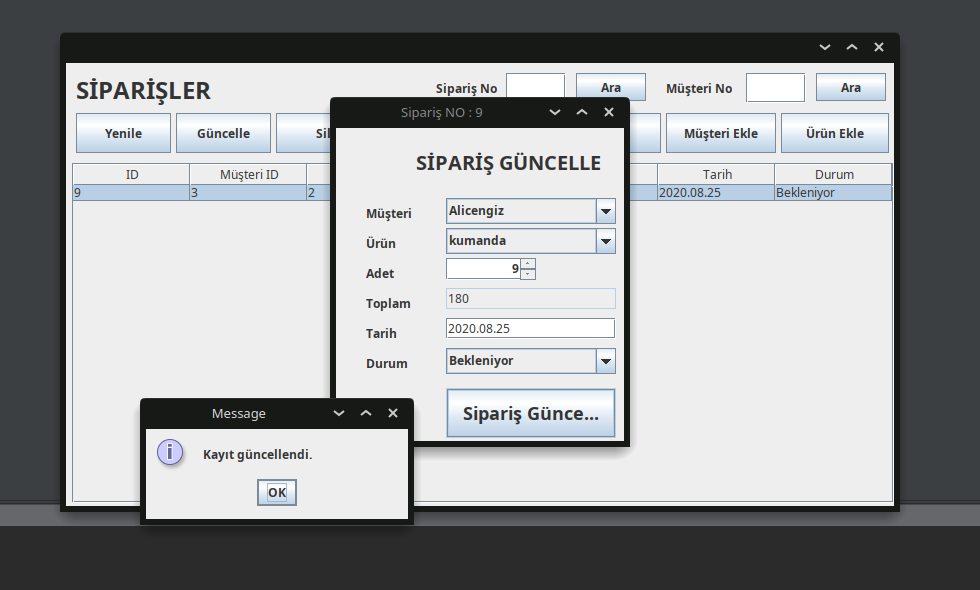 SİPARİŞLER
Sipariş No
Ara
Müşteri No
Ara
Yenile
Güncelle
Müşteri Ekle
Ürün Ekle
ID
Müşteri ID
Tarih
Durum
9
3
2
2020.08.25
Bekleniyor
Sipariş NO : 9
SİPARİŞ GÜNCELLE
Müşteri
Alicengiz
Ürün
kumanda
Adet
9
Toplam
180
Tarih
2020.08.25
Durum
Bekleniyor
Sipariş Günce...
Message
Kayıt güncellendi.
OK